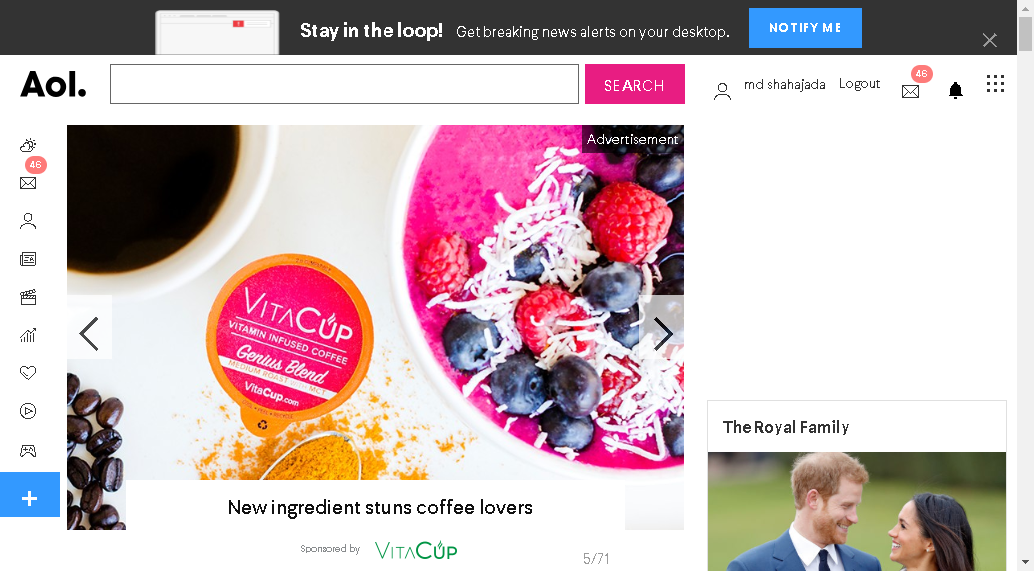 Stay in the loop! Get breaking news alerts on your desktop. NOTIFY ME
Aol.
SEARCH
md shahajada
Logout
46
46
Advertisement
VITACUP
VITAMIN INFUSED COFFEE
Genius Blend
MEDIUM ROAST WITH MCT
VitaCup.com
New ingredient stuns coffee lovers
Sponsored by VITACUP
5/71
The Royal Family